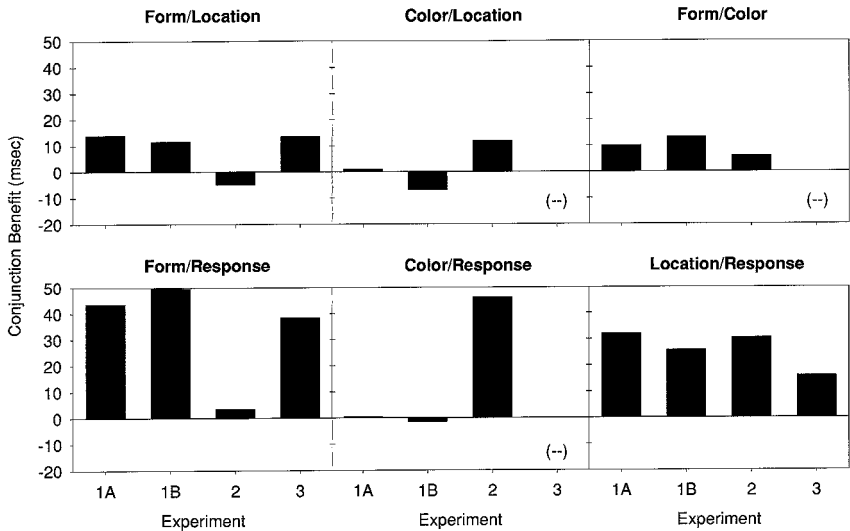 Form/Location Color/Location Form/Color
50
40
30
20
10
0
-10 (--) (--)
-20
Conjunction Benefit (msec)
Form/Response Color/Response Location/Response
50
40
30
20
10
0
-10 (--)
-20
1A 1B 2 3 1A 1B 2 3 1A 1B 2 3
Experiment Experiment Experiment